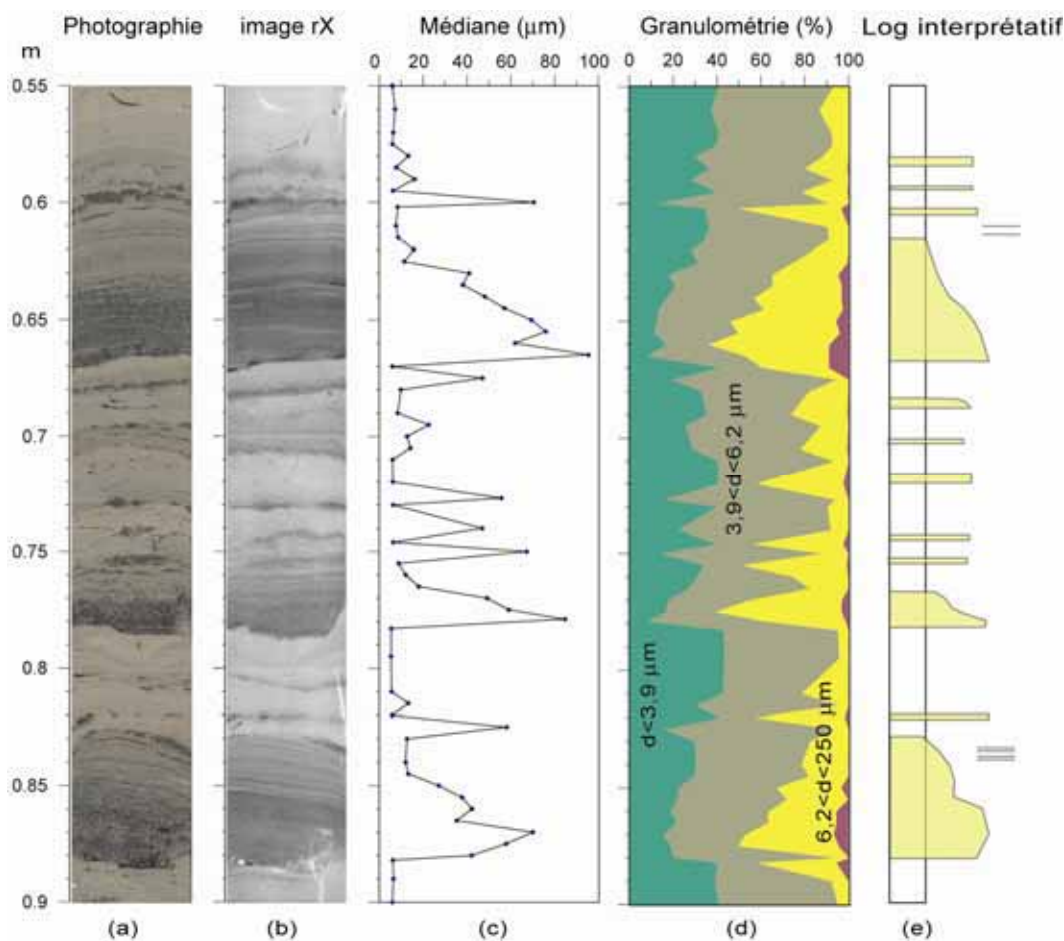 Photographie image rX Médiane (µm) Granulométrie (%) Log interprétatif
m
0 20 40 60 80 100 0 20 40 60 80 100
0.55
0.6
0.65
0.7
0.75
0.8
0.85
0.9
d<3,9 µm
3,9<d<6,2 µm
6,2<d<250 µm
(a) (b) (c) (d) (e)